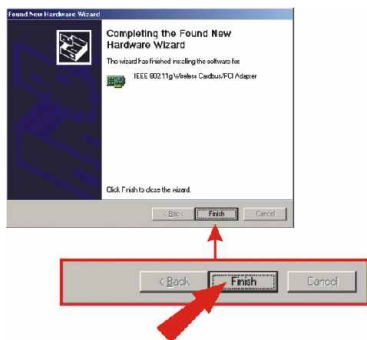 Found New Hardware Wizard
Completing the Found New
Hardware Wizard
The wizard has finished installing the software for:
IEEE 802.11g Wireless Cardbus/PCI Adapter
Click Finish to close the wizard.
< Back Finish Cancel
< Back Finish Cancel